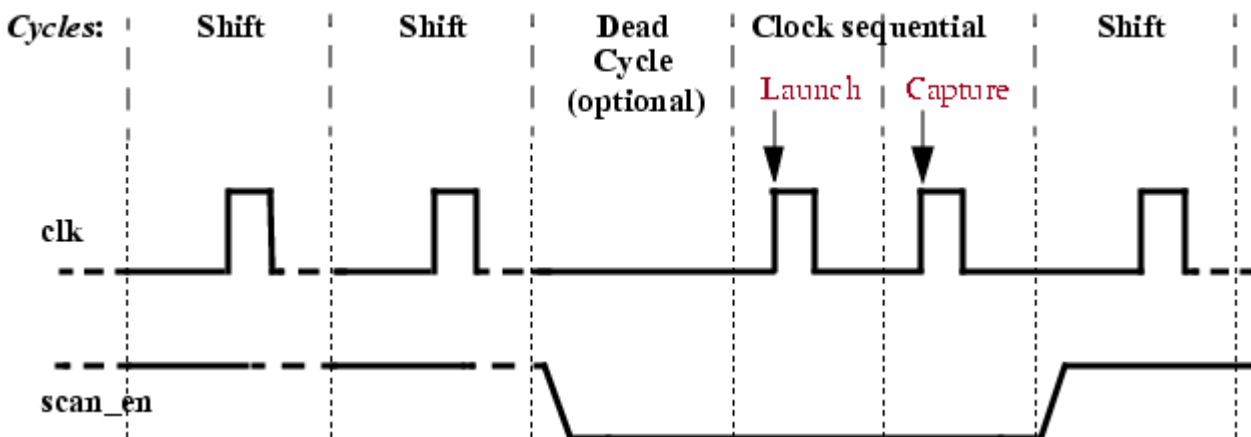 Cycles: Shift Shift Dead Clock sequential Shift
Cycle
(optional) Launch Capture
clk
scan_en